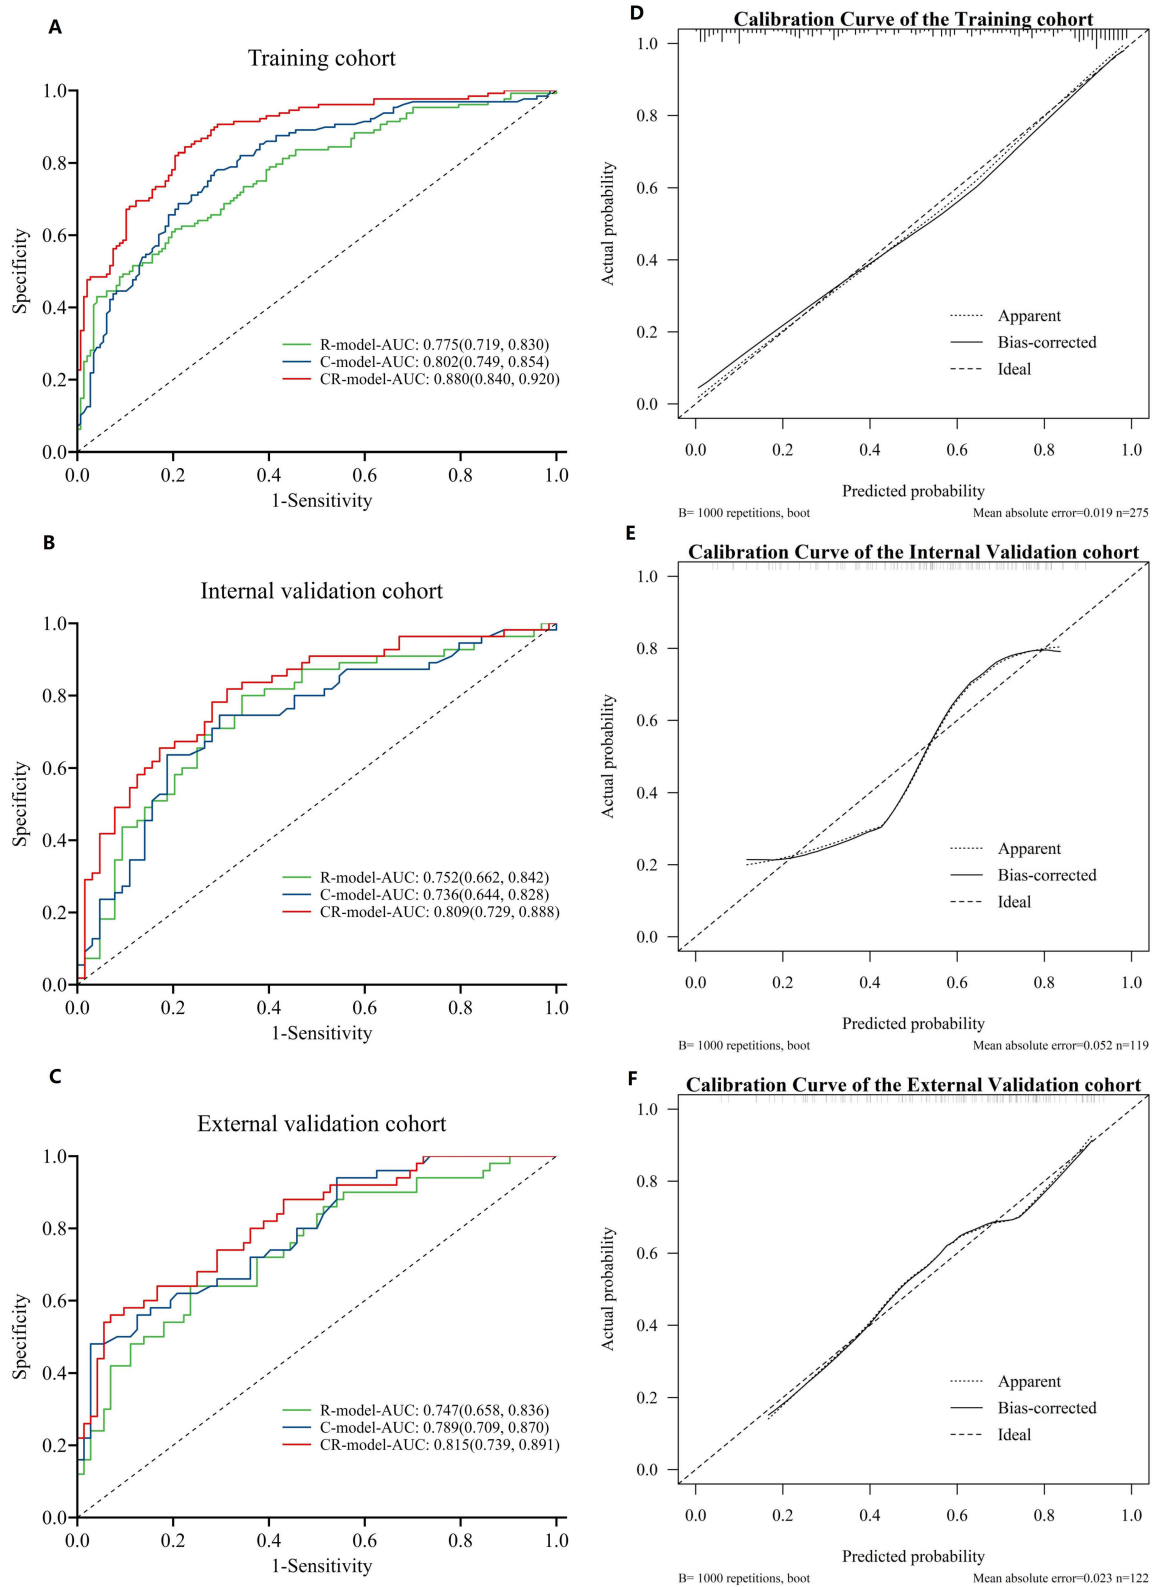 A
Training cohort
Specificity
1.0
0.8
0.6
0.4
0.2
0.0
R-model-AUC: 0.775(0.719, 0.830)
C-model-AUC: 0.802(0.749, 0.854)
CR-model-AUC: 0.880(0.840, 0.920)
0.0 0.2 0.4 0.6 0.8 1.0
1-Sensitivity
D
Calibration Curve of the Training cohort
Actual probability
1.0
0.8
0.6
0.4
0.2
0.0
Apparent
Bias-corrected
Ideal
0.0 0.2 0.4 0.6 0.8 1.0
Predicted probability
B= 1000 repetitions, boot
Mean absolute error=0.019 n=275
B
Internal validation cohort
Specificity
1.0
0.8
0.6
0.4
0.2
0.0
R-model-AUC: 0.752(0.662, 0.842)
C-model-AUC: 0.736(0.644, 0.828)
CR-model-AUC: 0.809(0.729, 0.888)
0.0 0.2 0.4 0.6 0.8 1.0
1-Sensitivity
E
Calibration Curve of the Internal Validation cohort
Actual probability
1.0
0.8
0.6
0.4
0.2
0.0
Apparent
Bias-corrected
Ideal
0.0 0.2 0.4 0.6 0.8 1.0
Predicted probability
B= 1000 repetitions, boot
Mean absolute error=0.052 n=119
C
External validation cohort
Specificity
1.0
0.8
0.6
0.4
0.2
0.0
R-model-AUC: 0.747(0.658, 0.836)
C-model-AUC: 0.789(0.709, 0.870)
CR-model-AUC: 0.815(0.739, 0.891)
0.0 0.2 0.4 0.6 0.8 1.0
1-Sensitivity
F
Calibration Curve of the External Validation cohort
Actual probability
1.0
0.8
0.6
0.4
0.2
0.0
Apparent
Bias-corrected
Ideal
0.0 0.2 0.4 0.6 0.8 1.0
Predicted probability
B= 1000 repetitions, boot
Mean absolute error=0.023 n=122